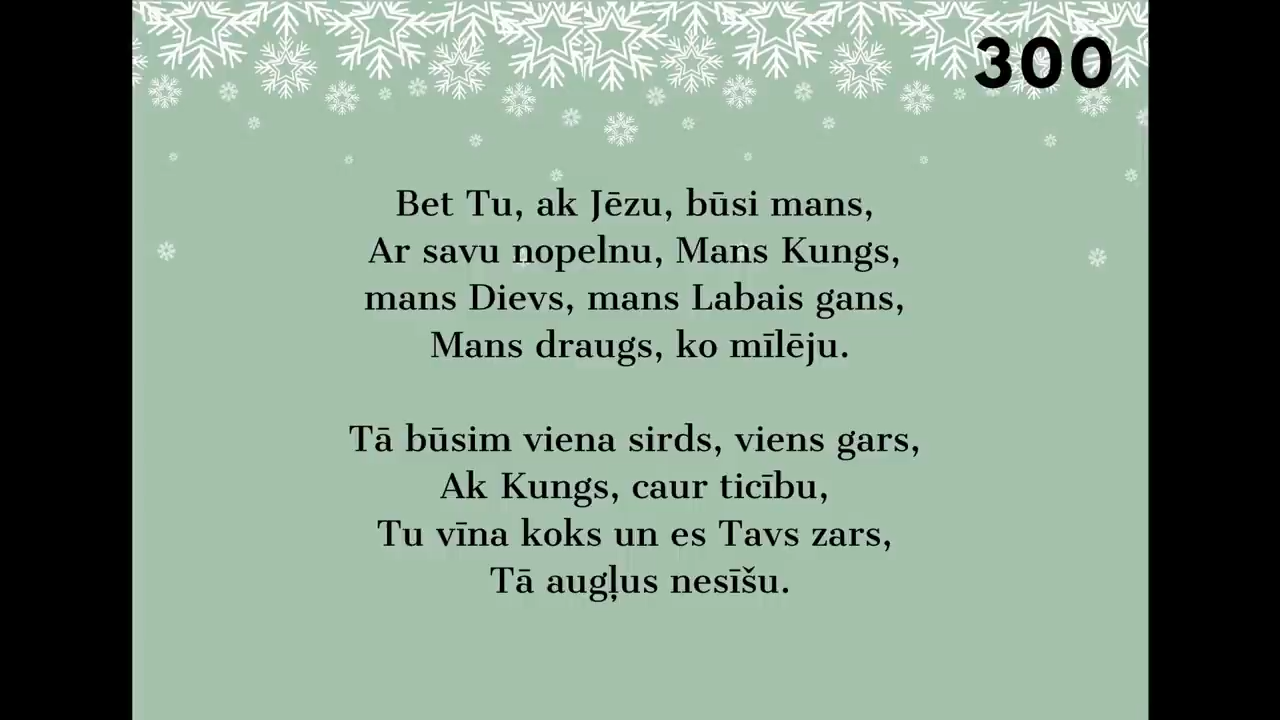 300
Bet Tu, ak Jēzu, būsi mans,
Ar savu nopelnu, Mans Kungs,
mans Dievs, mans Labais gans,
Mans draugs, ko mīlēju.
Tā būsim viena sirds, viens gars,
Ak Kungs, caur ticību,
Tu vīna koks un es Tavs zars,
Tā augļus nesīšu.